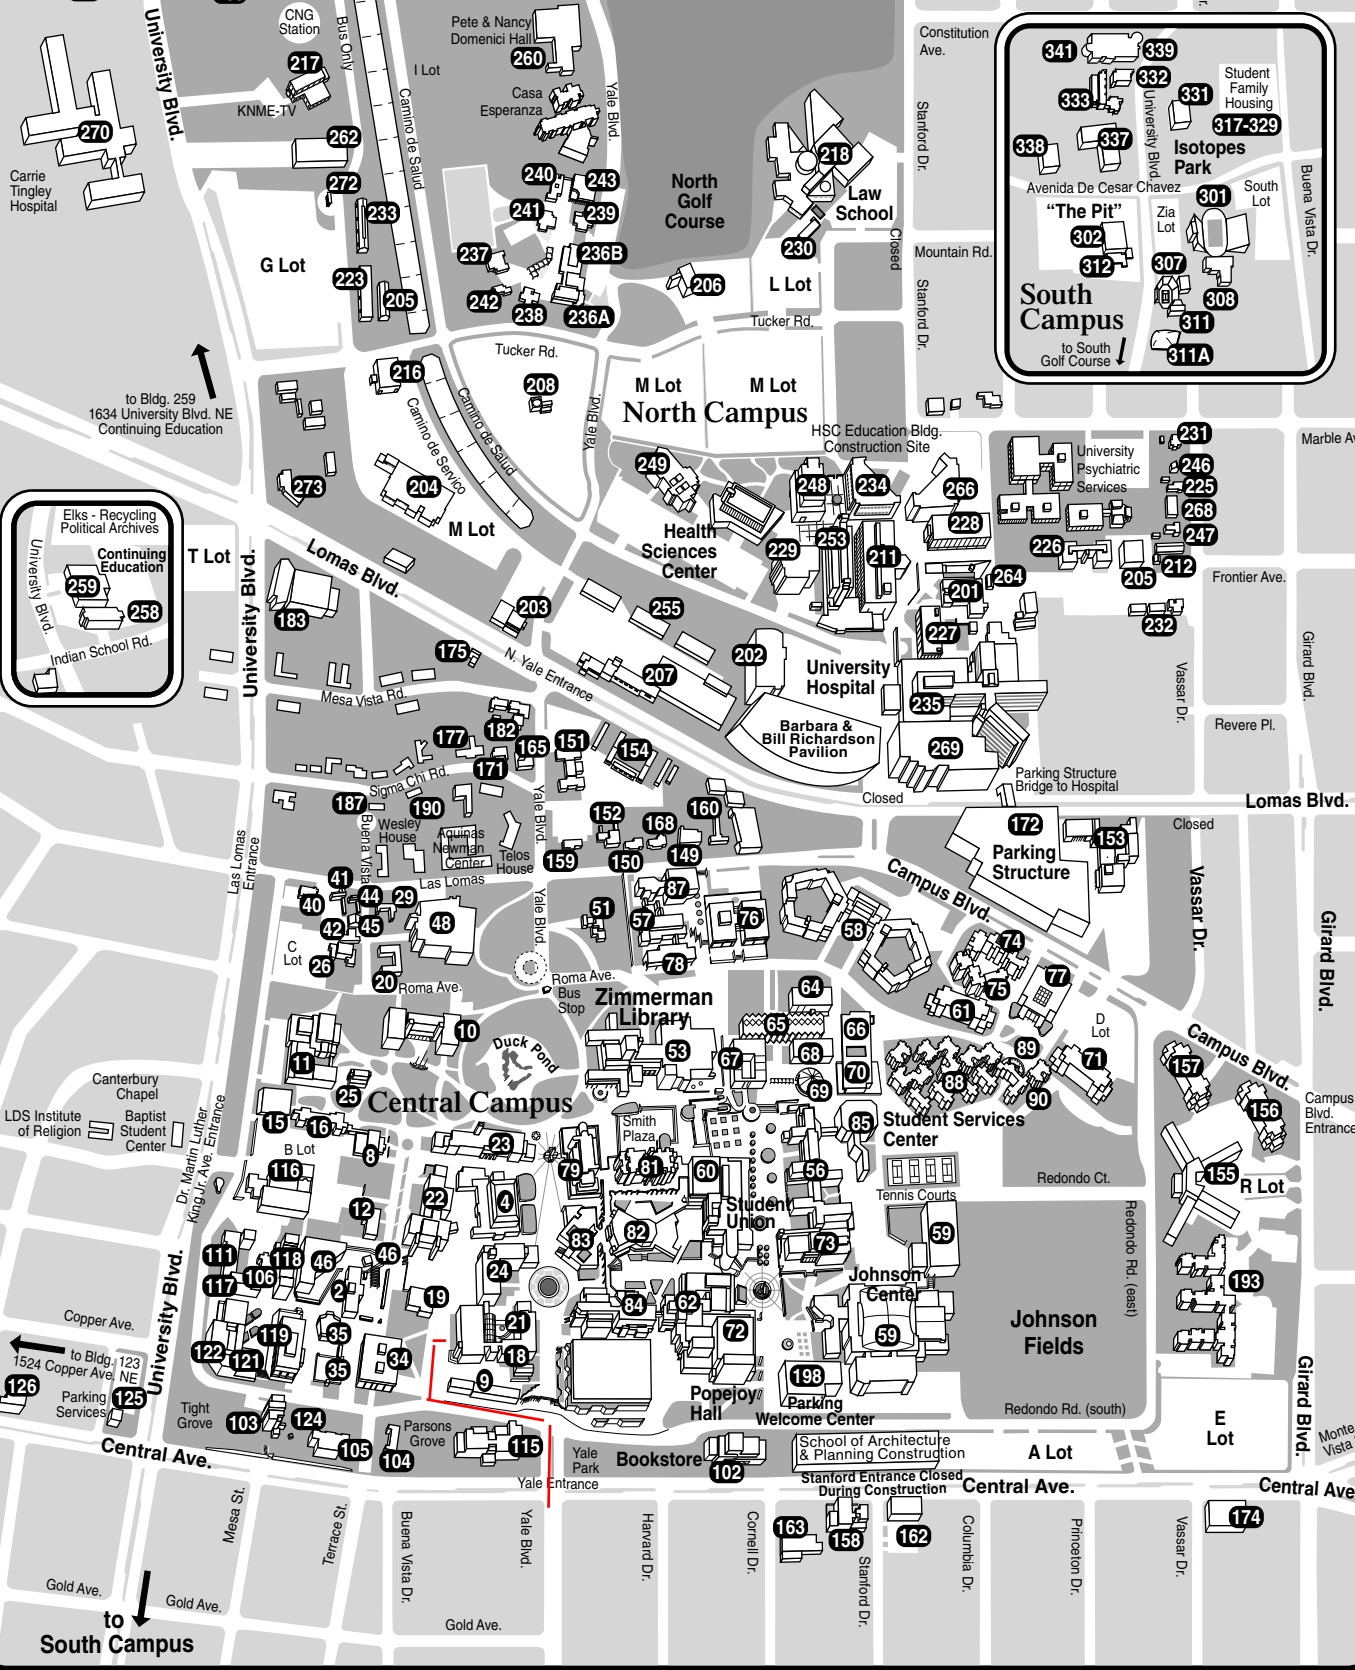 University Blvd.
CNG
Station
217
KNME-TV
Bus Only
I Lot
Camino de Salud
Pete & Nancy
Domenici Hall
260
Casa
Esperanza
Yale Blvd.
270
Carrie
Tingley
Hospital
262
272
233
G Lot
223
205
240
243
241
239
237
236B
242
238
236A
North
Golf
Course
218
Law
School
230
206
L Lot
Closed
Constitution
Ave.
Stanford Dr.
Mountain Rd.
Stanford Dr.
Tucker Rd.
341
339
332
333
331
Student
Family
Housing
317-329
337
338
University Blvd.
Isotopes
Park
Avenida De Cesar Chavez
"The Pit"
302
312
Zia
Lot
301
South
Lot
Buena Vista Dr.
307
308
311
311A
South
Campus
to South
Golf Course
to Bldg. 259
1634 University Blvd. NE
Continuing Education
216
Tucker Rd.
208
Yale Blvd.
M Lot
M Lot
North Campus
HSC Education Bldg.
Construction Site
Camino de Salud
Camino de Servico
273
204
M Lot
249
Health
Sciences
Center
248
234
266
228
229
253
211
264
201
227
University
Psychiatric
Services
231
246
225
268
247
226
205
212
232
Marble Av
Frontier Ave.
Elks - Recycling
Political Archives
Continuing
Education
259
258
University Blvd.
Indian School Rd.
T Lot
University Blvd.
Lomas Blvd.
183
203
255
175
N. Yale Entrance
207
202
University
Hospital
235
Barbara &
Bill Richardson
Pavilion
269
Vassar Dr.
Girard Blvd.
Revere Pl.
Mesa Vista Rd.
182
177
165
151
154
171
Sigma Chi Rd.
187
190
Wesley
House
Buena Vista
Aquinas
Newman
Center
Telos
House
Yale Blvd.
152
160
168
159
150
149
Closed
Parking Structure
Bridge to Hospital
172
Parking
Structure
153
Lomas Blvd.
Closed
Las Lomas
Entrance
Las Lomas
41
40
44
29
42
45
26
C
Lot
20
48
Roma Ave.
Yale Blvd.
51
87
57
76
78
58
Campus Blvd.
Vassar Dr.
Girard Blvd.
Roma Ave.
Bus
Stop
Zimmerman
Library
64
65
66
53
67
68
70
69
74
75
77
61
D
Lot
89
71
88
90
Campus Blvd.
157
156
Campus
Blvd.
Entrance
10
11
25
Duck Pond
Central Campus
Canterbury
Chapel
LDS Institute
of Religion
Baptist
Student
Center
Dr. Martin Luther
King Jr. Ave. Entrance
15
16
8
B Lot
116
23
Smith
Plaza
79
81
60
85
Student Services
Center
56
Tennis Courts
Redondo Ct.
155
R Lot
12
22
4
Student
Union
83
82
73
59
Redondo Rd. (east)
193
111
118
46
46
117
106
2
24
19
84
62
Johnson
Center
59
Johnson
Fields
Copper Ave.
to Bldg. 123
1524 Copper Ave. NE
126
Parking
Services
125
University Blvd.
122
121
119
35
35
34
21
18
9
72
198
Popejoy
Hall
Parking
Welcome Center
Redondo Rd. (south)
E
Lot
Girard Blvd.
Monte
Vista
Tight
Grove
103
124
105
104
Parsons
Grove
115
Yale
Park
Bookstore
102
School of Architecture
& Planning Construction
A Lot
Central Ave.
Yale Entrance
Stanford Entrance Closed
During Construction
Central Ave.
Central Ave
Mesa St.
Terrace St.
Buena Vista Dr.
Yale Blvd.
Harvard Dr.
Cornell Dr.
163
158
162
Stanford Dr.
Columbia Dr.
Princeton Dr.
Vassar Dr.
174
Gold Ave.
Gold Ave.
Gold Ave.
to
South Campus